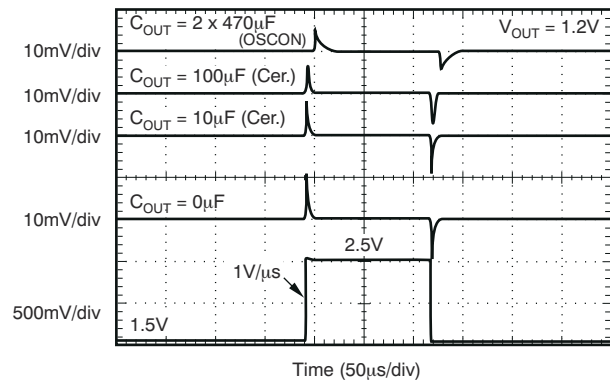 C_OUT = 2 x 470μF
(OSCON)
V_OUT = 1.2V
10mV/div
C_OUT = 100μF (Cer.)
10mV/div
C_OUT = 10μF (Cer.)
10mV/div
C_OUT = 0μF
10mV/div
2.5V
1V/μs
500mV/div
1.5V
Time (50μs/div)